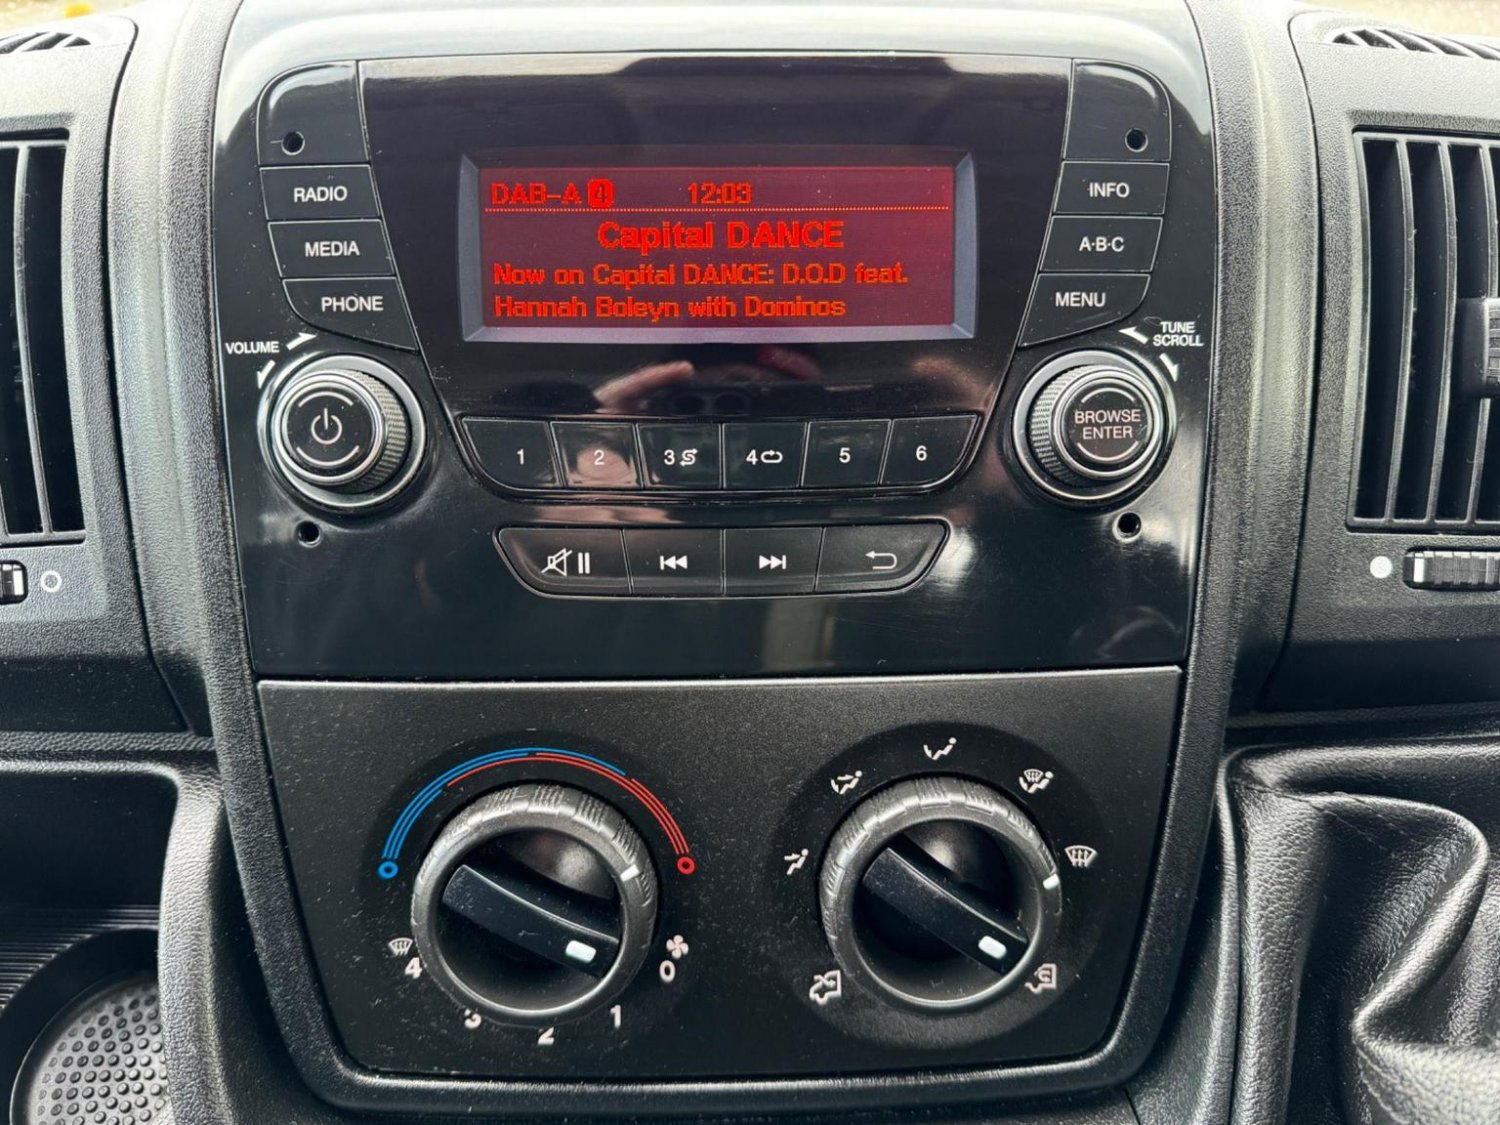 RADIO
MEDIA
PHONE
VOLUME
DAB-A 4 12:03
Capital DANCE
Now on Capital DANCE: D.O.D feat.
Hannah Boleyn with Dominos
INFO
A·B·C
MENU
TUNE
SCROLL
BROWSE
ENTER
1 2 3 4 5 6
4 3 2 1 0